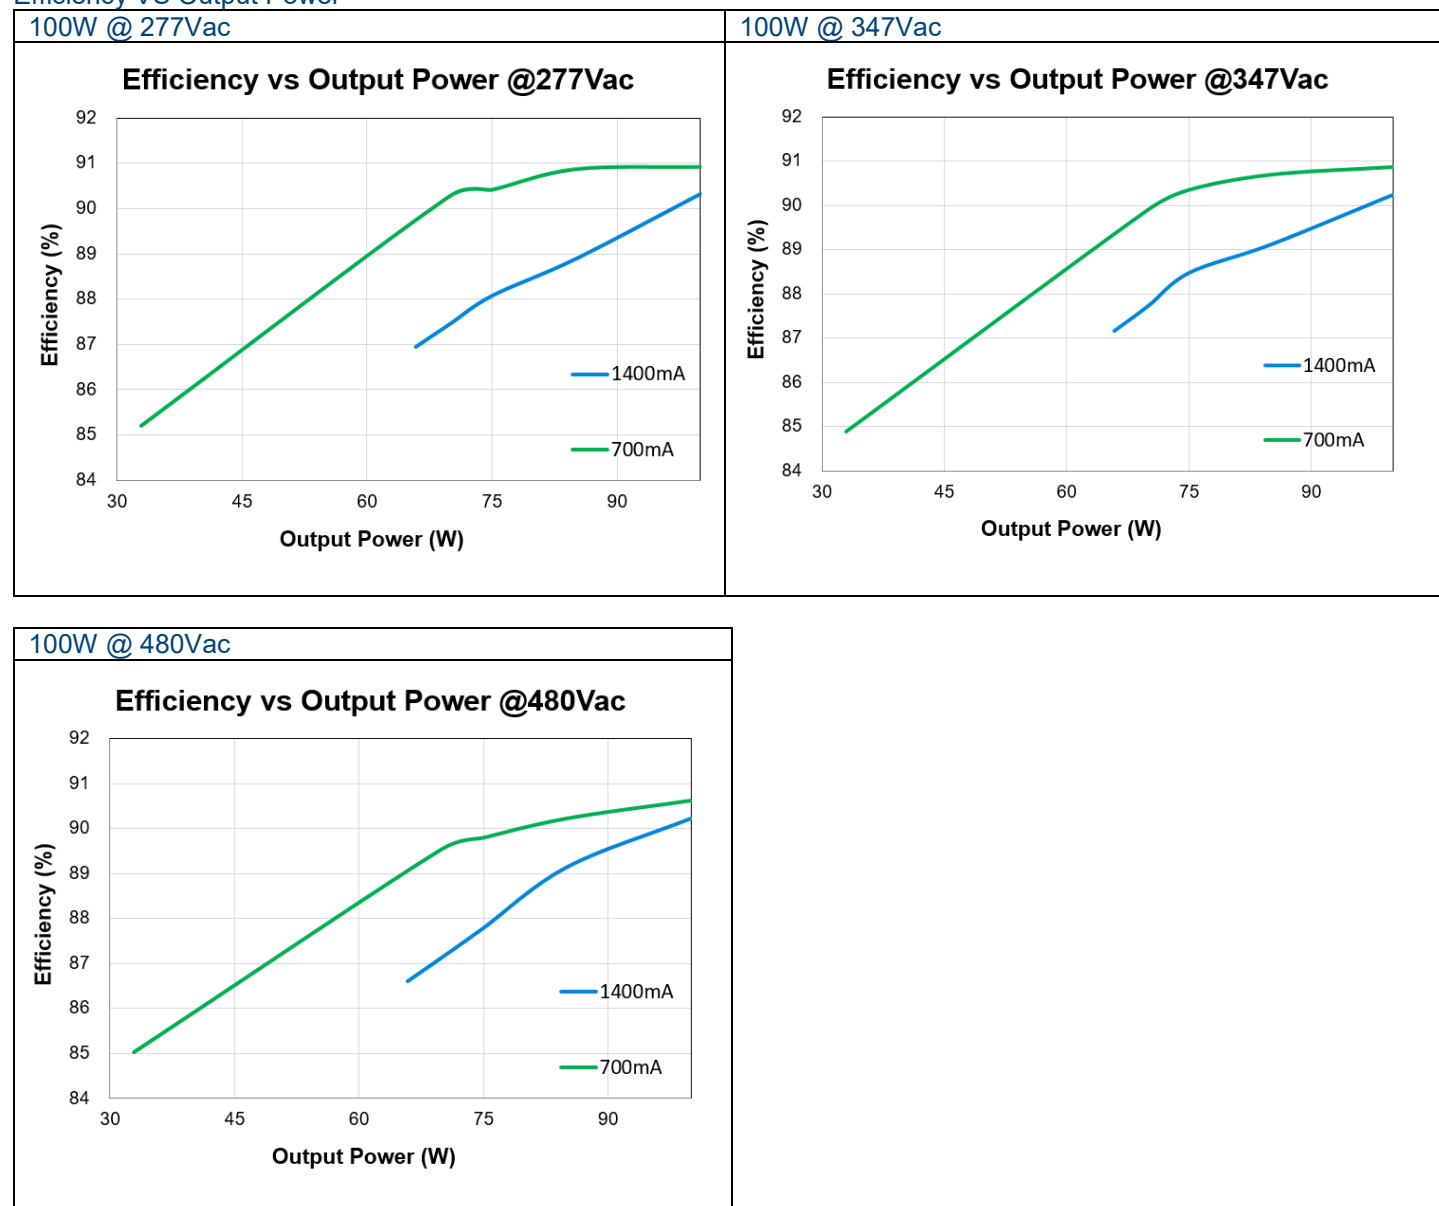 Efficiency VS Output Power
100W @ 277Vac
100W @ 347Vac
Efficiency vs Output Power @277Vac
92
91
90
89
88
87
86
85
84
30 45 60 75 90
Efficiency (%)
Output Power (W)
1400mA
700mA
Efficiency vs Output Power @347Vac
92
91
90
89
88
87
86
85
84
30 45 60 75 90
Efficiency (%)
Output Power (W)
1400mA
700mA
100W @ 480Vac
Efficiency vs Output Power @480Vac
92
91
90
89
88
87
86
85
84
30 45 60 75 90
Efficiency (%)
Output Power (W)
1400mA
700mA